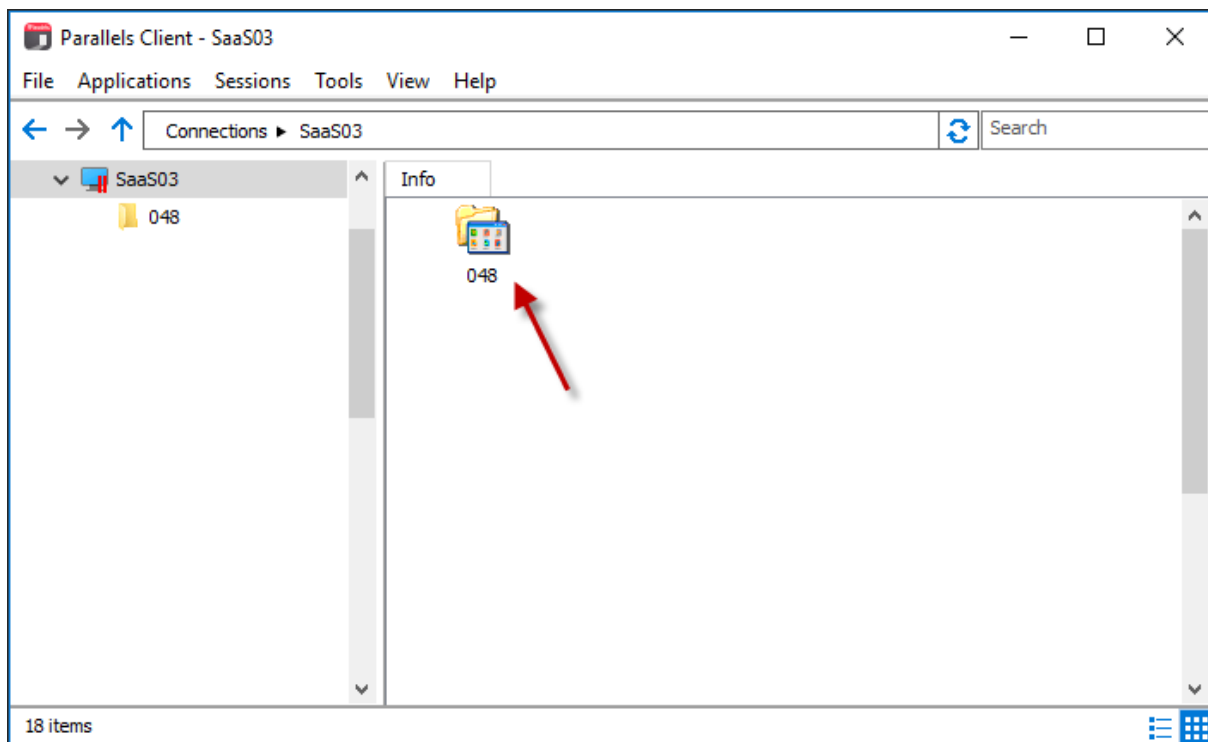 Parallels Client - SaaS03
File Applications Sessions Tools View Help
Connections SaaS03
Search
SaaS03
048
Info
048
18 items